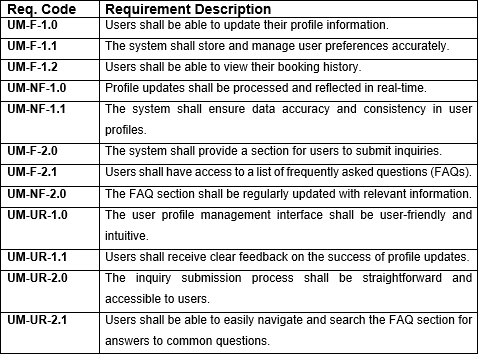 Req. Code Requirement Description
UM-F-1.0 Users shall be able to update their profile information.
UM-F-1.1 The system shall store and manage user preferences accurately.
UM-F-1.2 Users shall be able to view their booking history.
UM-NF-1.0 Profile updates shall be processed and reflected in real-time.
UM-NF-1.1 The system shall ensure data accuracy and consistency in user
profiles.
UM-F-2.0 The system shall provide a section for users to submit inquiries.
UM-F-2.1 Users shall have access to a list of frequently asked questions (FAQs).
UM-NF-2.0 The FAQ section shall be regularly updated with relevant information.
UM-UR-1.0 The user profile management interface shall be user-friendly and
intuitive.
UM-UR-1.1 Users shall receive clear feedback on the success of profile updates.
UM-UR-2.0 The inquiry submission process shall be straightforward and
accessible to users.
UM-UR-2.1 Users shall be able to easily navigate and search the FAQ section for
answers to common questions.